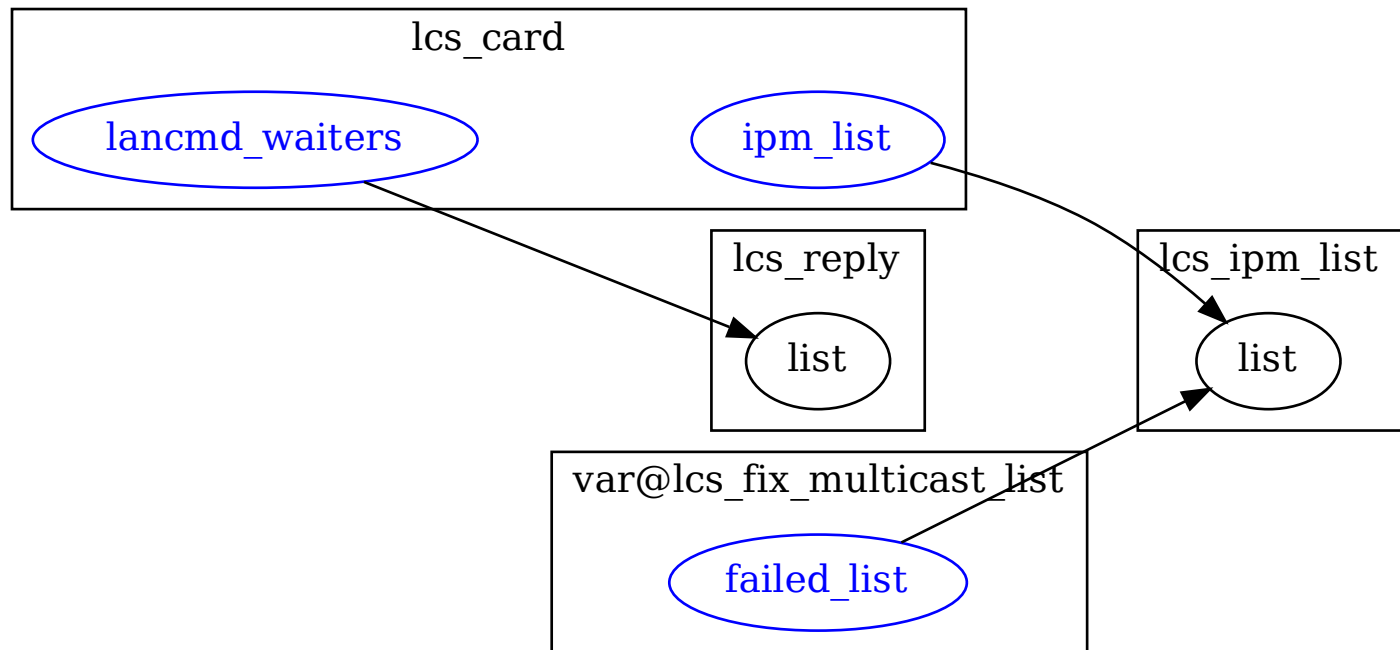 lcs_card
lancmd_waiters
ipm_list
lcs_reply
lcs_ipm_list
list
list
var@lcs_fix_multicast_list
failed_list